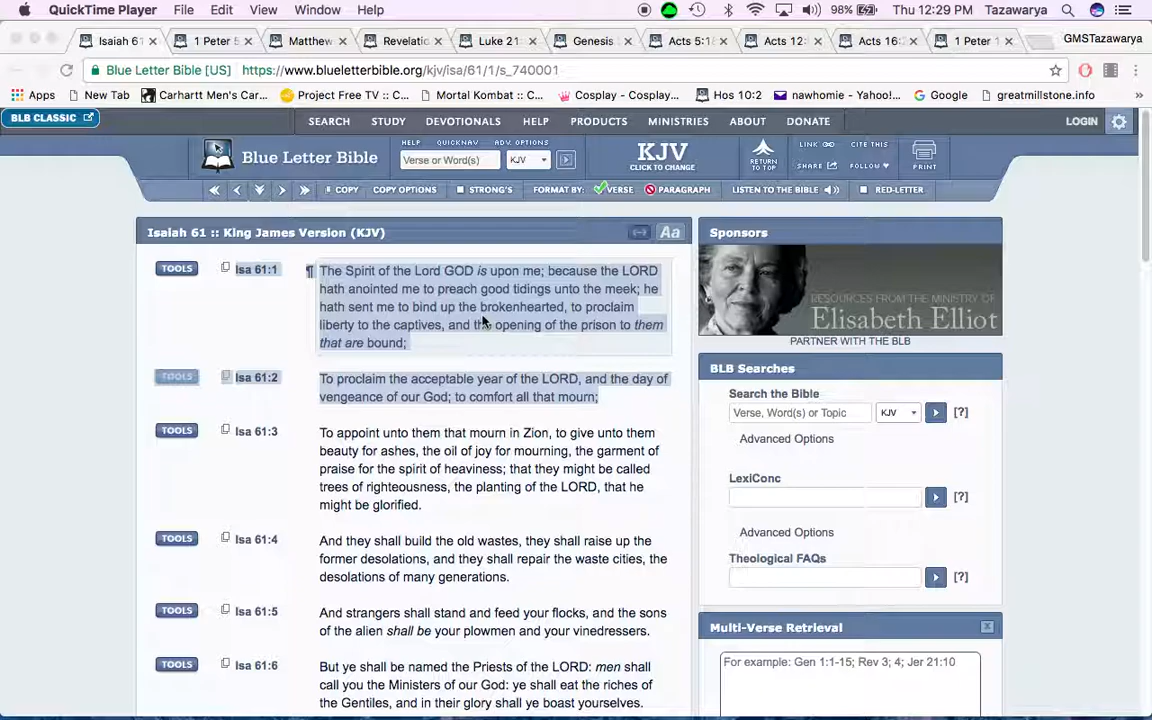 QuickTime Player File Edit View Window Help 98% Thu 12:29 PM Tazawarya
Isaiah 61 1 Peter 5 Matthew Revelatio Luke 21: Genesis Acts 5:1 Acts 12: Acts 16: 1 Peter 1 GMSTazawarya
Blue Letter Bible [US] https://www.blueletterbible.org/kjv/isa/61/1/s_740001
Apps New Tab Carhartt Men's Car... Project Free TV :: C... Mortal Kombat :: C... Cosplay - Cosplay... Hos 10:2 nawhomie - Yahoo!... Google greatmillstone.info »
BLB CLASSIC
SEARCH STUDY DEVOTIONALS HELP PRODUCTS MINISTRIES ABOUT DONATE LOGIN
Blue Letter Bible
HELP QUICKNAV ADV. OPTIONS
Verse or Word(s) KJV
KJV
CLICK TO CHANGE
RETURN
TO TOP
LINK CITE THIS
SHARE FOLLOW
PRINT
COPY COPY OPTIONS STRONG'S FORMAT BY: VERSE PARAGRAPH LISTEN TO THE BIBLE RED-LETTER
Isaiah 61 :: King James Version (KJV) Aa
TOOLS Isa 61:1 ¶ The Spirit of the Lord GOD is upon me; because the LORD
hath anointed me to preach good tidings unto the meek; he
hath sent me to bind up the brokenhearted, to proclaim
liberty to the captives, and the opening of the prison to them
that are bound;
TOOLS Isa 61:2 To proclaim the acceptable year of the LORD, and the day of
vengeance of our God; to comfort all that mourn;
TOOLS Isa 61:3 To appoint unto them that mourn in Zion, to give unto them
beauty for ashes, the oil of joy for mourning, the garment of
praise for the spirit of heaviness; that they might be called
trees of righteousness, the planting of the LORD, that he
might be glorified.
TOOLS Isa 61:4 And they shall build the old wastes, they shall raise up the
former desolations, and they shall repair the waste cities, the
desolations of many generations.
TOOLS Isa 61:5 And strangers shall stand and feed your flocks, and the sons
of the alien shall be your plowmen and your vinedressers.
TOOLS Isa 61:6 But ye shall be named the Priests of the LORD: men shall
call you the Ministers of our God: ye shall eat the riches of
the Gentiles, and in their glory shall ye boast yourselves.
Sponsors
RESOURCES FROM THE MINISTRY OF
Elisabeth Elliot
PARTNER WITH THE BLB
BLB Searches
Search the Bible
Verse, Word(s) or Topic KJV [?]
Advanced Options
LexiConc
[?]
Advanced Options
Theological FAQs
[?]
Multi-Verse Retrieval x
For example: Gen 1:1-15; Rev 3; 4; Jer 21:10